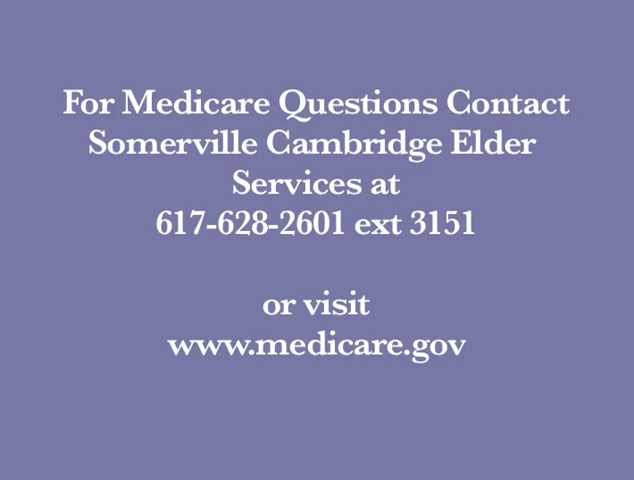 For Medicare Questions Contact
Somerville Cambridge Elder
Services at
617-628-2601 ext 3151
or visit
www.medicare.gov